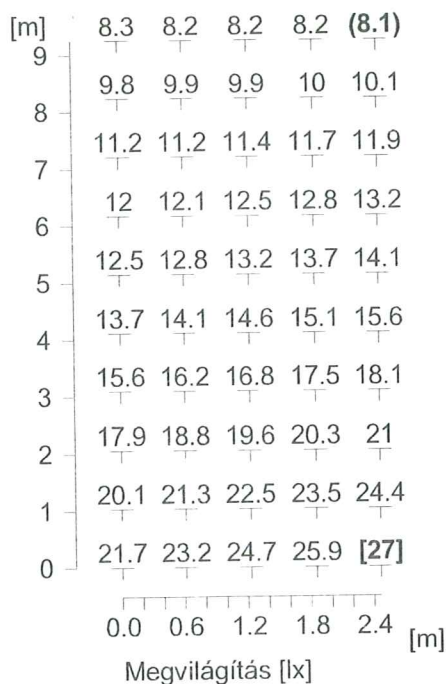 [m] 8.3 8.2 8.2 8.2 (8.1)
9
9.8 9.9 9.9 10 10.1
8
11.2 11.2 11.4 11.7 11.9
7
12 12.1 12.5 12.8 13.2
6
12.5 12.8 13.2 13.7 14.1
5
13.7 14.1 14.6 15.1 15.6
4
15.6 16.2 16.8 17.5 18.1
3
17.9 18.8 19.6 20.3 21
2
20.1 21.3 22.5 23.5 24.4
1
21.7 23.2 24.7 25.9 [27]
0
0.0 0.6 1.2 1.8 2.4 [m]
Megvilágítás [lx]